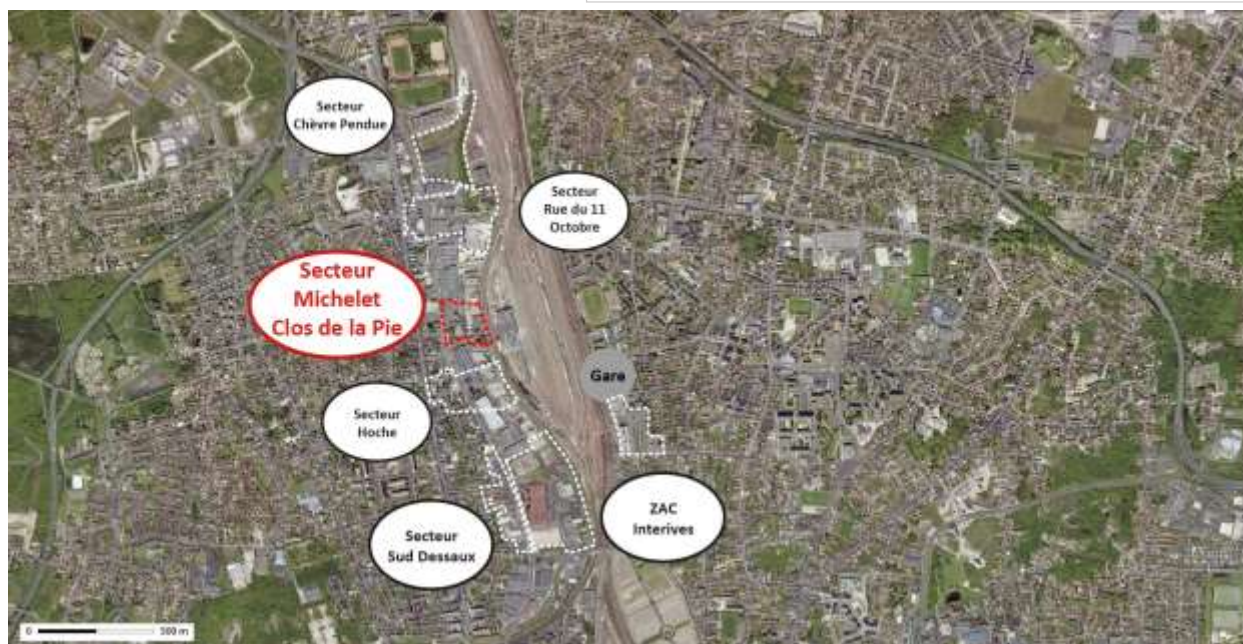 Secteur
Chèvre Pendue
Secteur
Rue du 11
Octobre
Secteur
Michelet
Clos de la Pie
Gare
Secteur
Hoche
Secteur
Sud Dessaux
ZAC
Interives
0 500 m